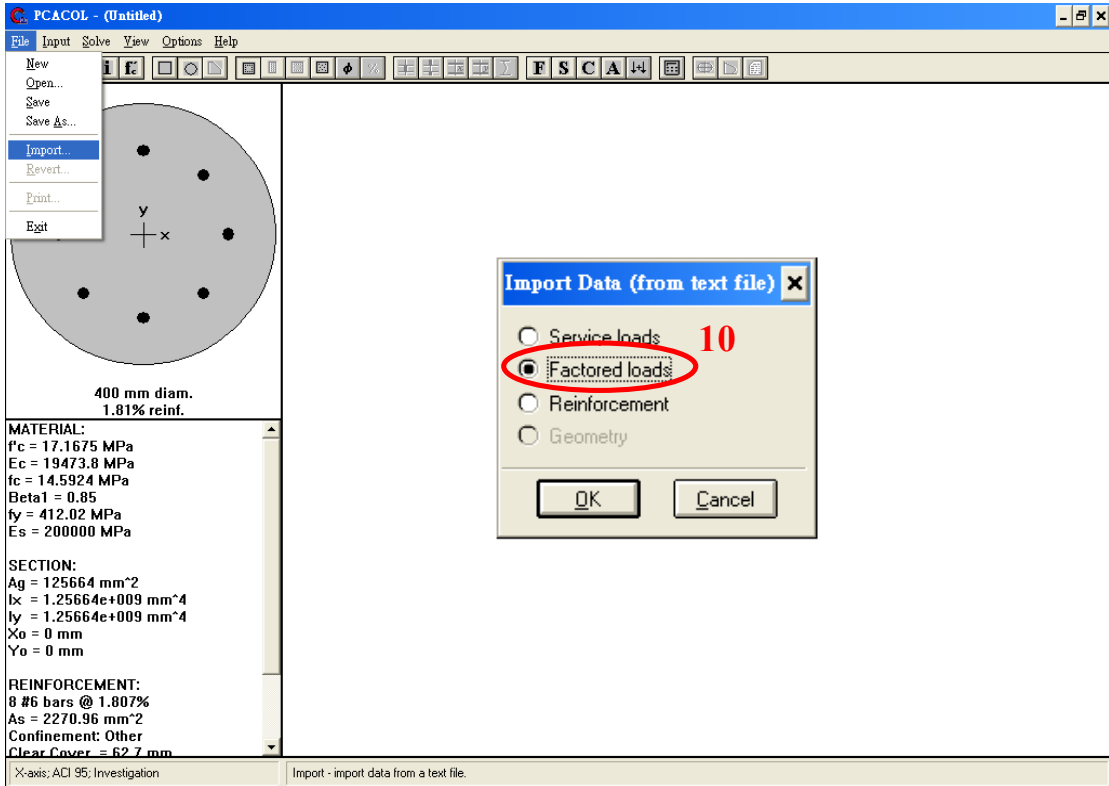 PCACOL - (Untitled)
File Input Solve View Options Help
New
Open...
Save
Save As...
Import...
Revert...
Print...
Exit
i f'c φ % F S C A
y
x
400 mm diam.
1.81% reinf.
MATERIAL:
f'c = 17.1675 MPa
Ec = 19473.8 MPa
fc = 14.5924 MPa
Beta1 = 0.85
fy = 412.02 MPa
Es = 200000 MPa
SECTION:
Ag = 125664 mm^2
Ix = 1.25664e+009 mm^4
Iy = 1.25664e+009 mm^4
Xo = 0 mm
Yo = 0 mm
REINFORCEMENT:
8 #6 bars @ 1.807%
As = 2270.96 mm^2
Confinement: Other
Clear Cover = 62.7 mm
Import Data (from text file)
Service loads
10
Factored loads
Reinforcement
Geometry
OK Cancel
X-axis; ACI 95; Investigation
Import - import data from a text file.